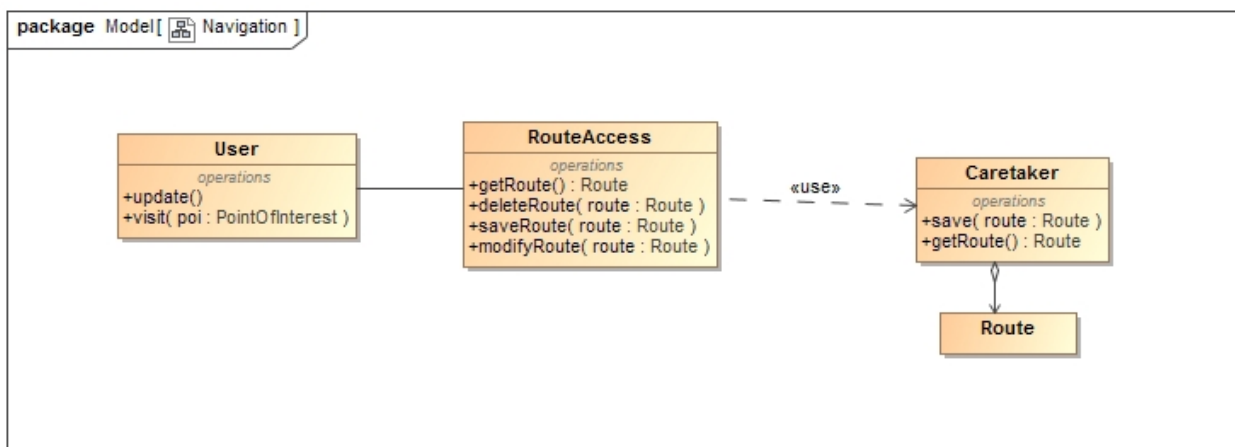 package Model[ Navigation ]
User
operations
+update()
+visit( poi : PointOfInterest )
RouteAccess
operations
+getRoute() : Route
+deleteRoute( route : Route )
+saveRoute( route : Route )
+modifyRoute( route : Route )
«use»
Caretaker
operations
+save( route : Route )
+getRoute() : Route
Route